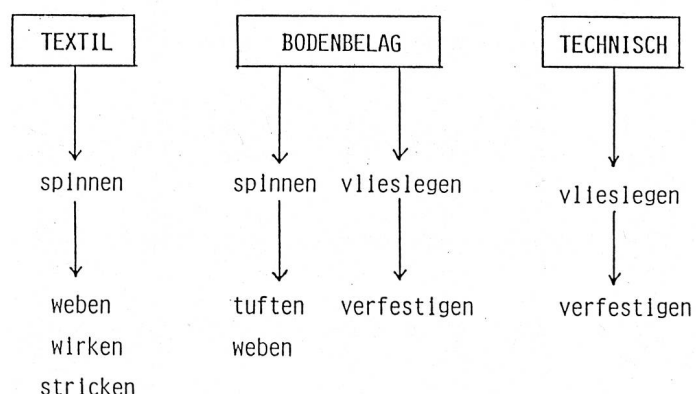 TEXTIL BODENBELAG TECHNISCH
spinnen spinnen vlieslegen vlieslegen
weben tuften verfestigen verfestigen
wirken weben
stricken